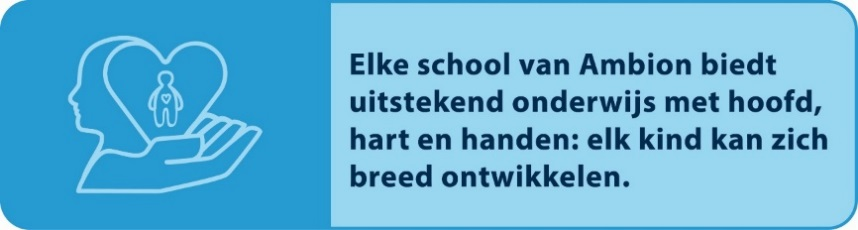 Elke school van Ambion biedt
uitstekend onderwijs met hoofd,
hart en handen: elk kind kan zich
breed ontwikkelen.